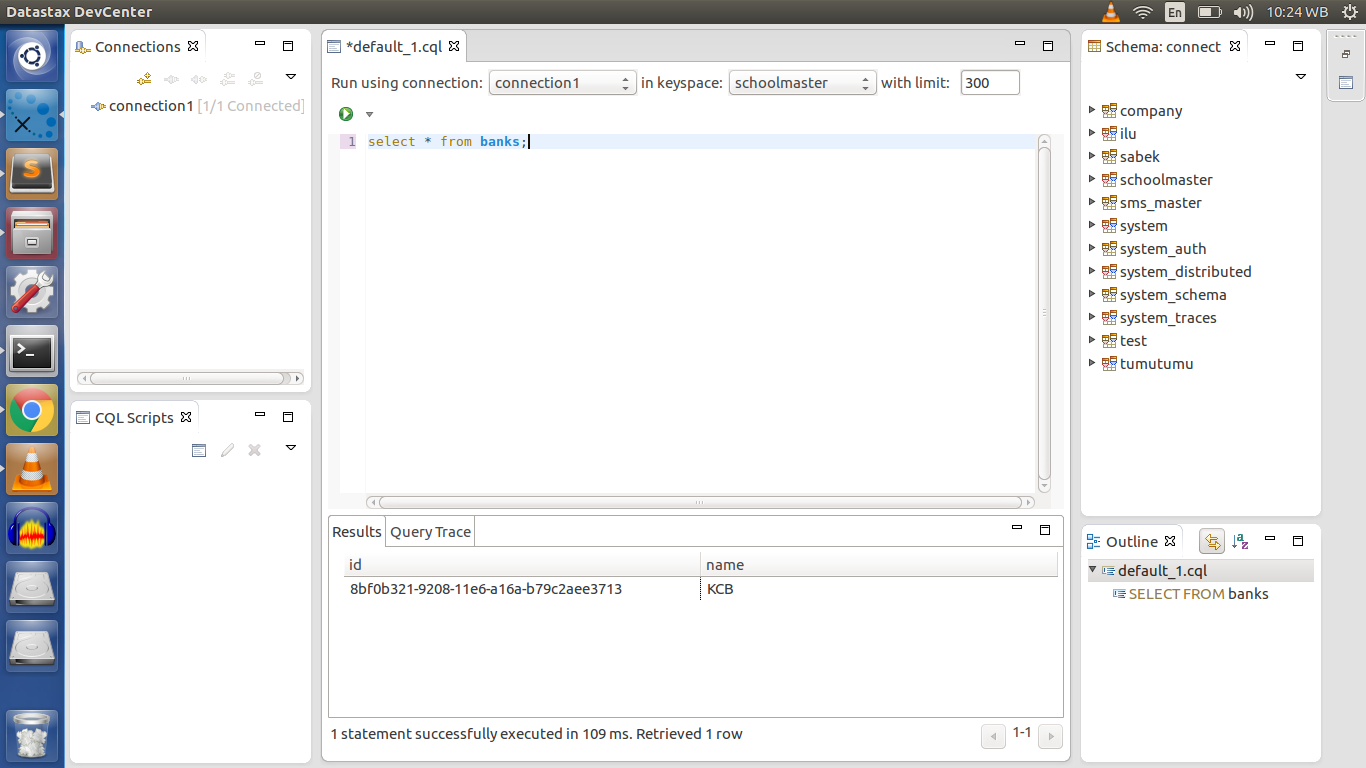 Datastax DevCenter
En
10:24 WB
Connections
connection1 [1/1 Connected]
CQL Scripts
*default_1.cql
Run using connection: connection1 in keyspace: schoolmaster with limit: 300
1 select * from banks;
Results Query Trace
id name
8bf0b321-9208-11e6-a16a-b79c2aee3713 KCB
1 statement successfully executed in 109 ms. Retrieved 1 row
1-1
Schema: connect
company
ilu
sabek
schoolmaster
sms_master
system
system_auth
system_distributed
system_schema
system_traces
test
tumutumu
Outline
default_1.cql
SELECT FROM banks